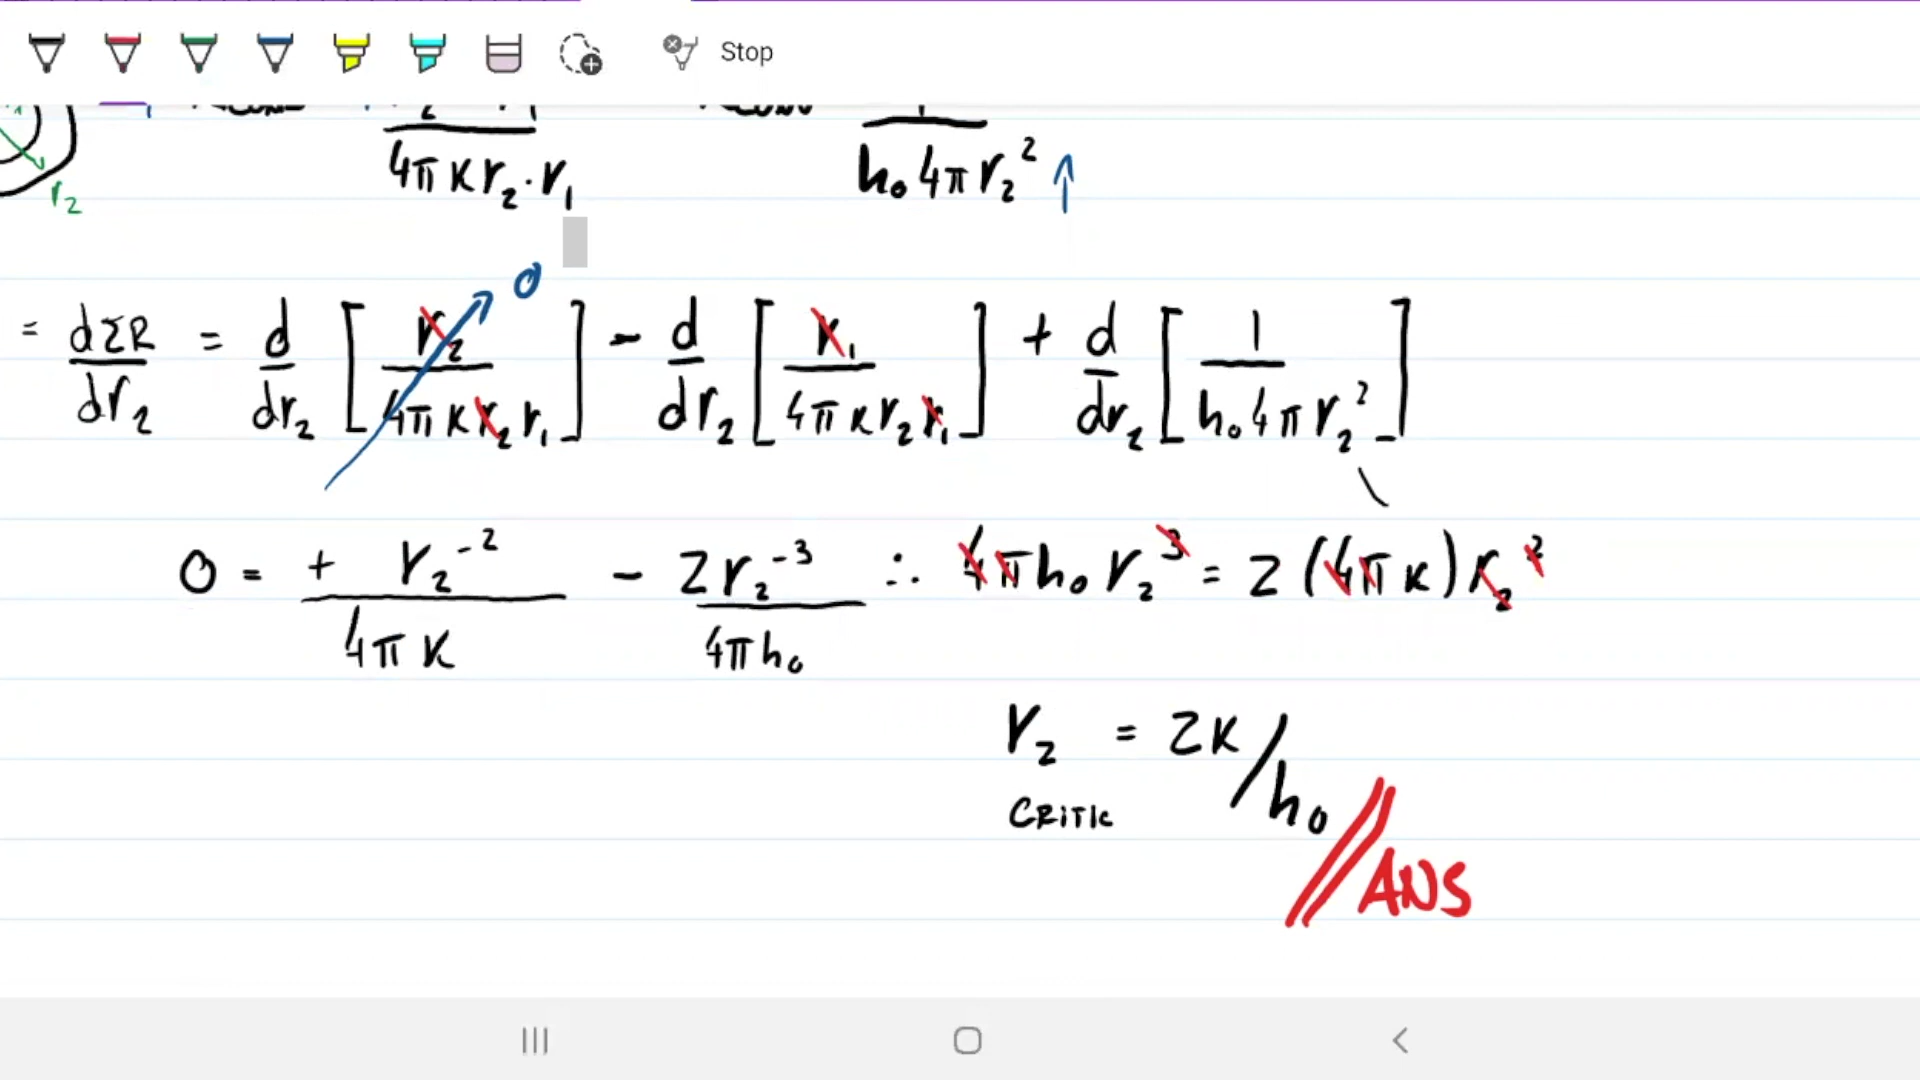 Stop
4πKr₂·r₁ h₀4πr₂² ↑
r₂
0
= dΣR/dr₂ = d/dr₂ [r₂/4πKr₂r₁] - d/dr₂ [r₁/4πKr₂r₁] + d/dr₂ [1/h₀4πr₂²]
0 = + r₂⁻²/4πK - 2r₂⁻³/4πh₀ ∴ 4πh₀r₂³ = 2(4πK)r₂²
r₂ = 2K/h₀
CRITIC
ANS